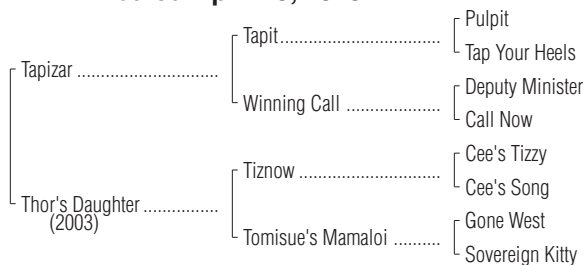 Pulpit
Tapit
Tap Your Heels
Tapizar
Deputy Minister
Winning Call
Call Now
Cee's Tizzy
Tiznow
Cee's Song
Thor's Daughter
(2003)
Gone West
Tomisue's Mamaloi
Sovereign Kitty